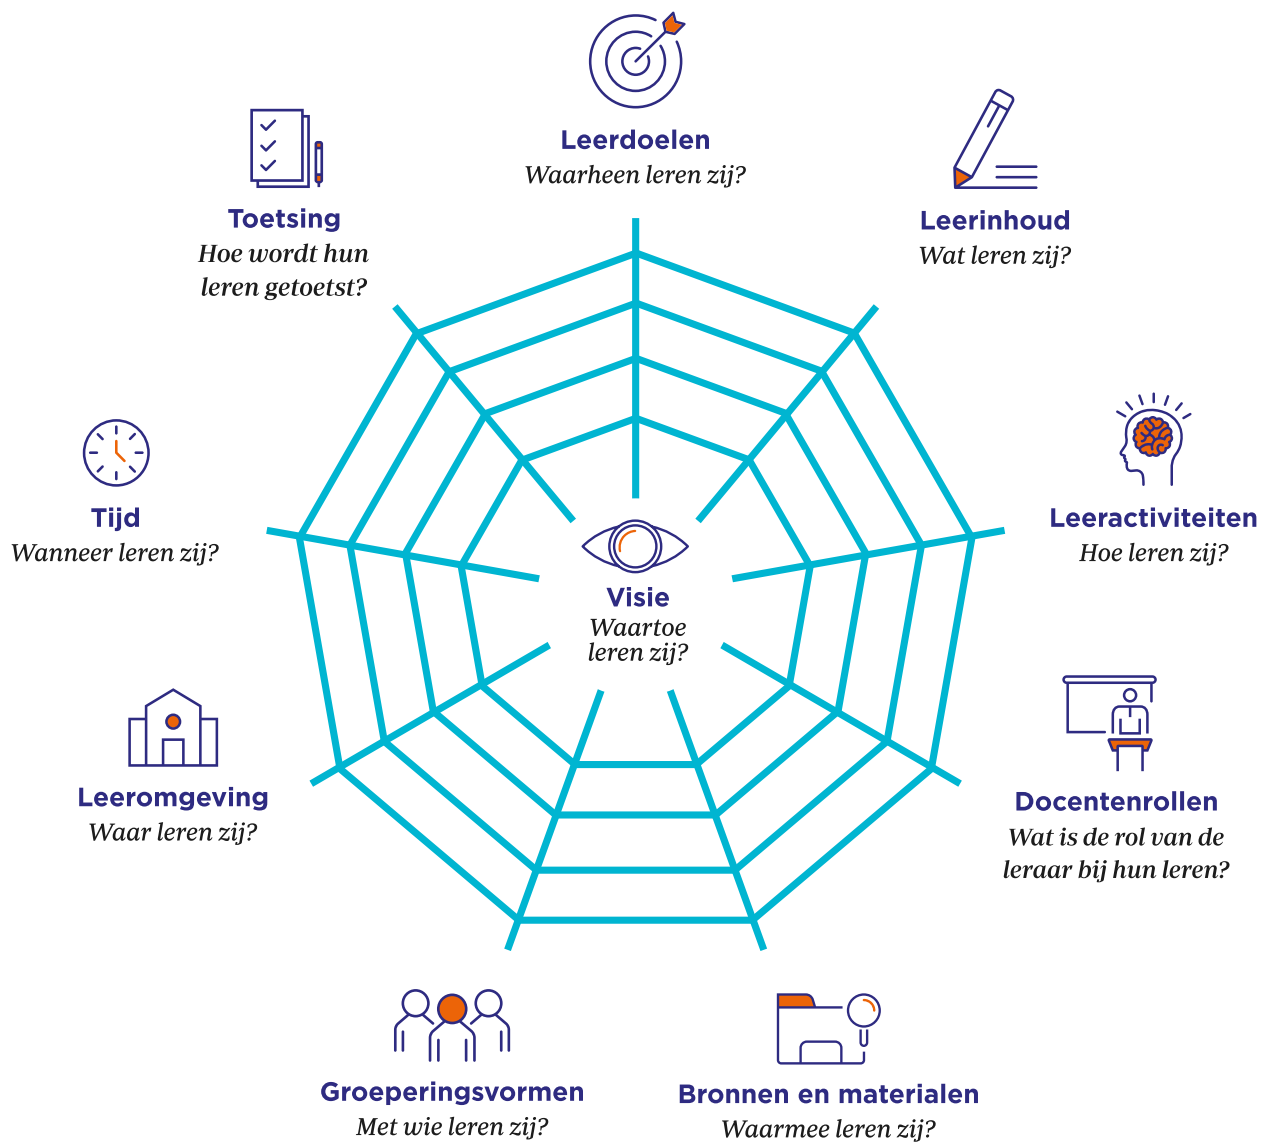 Leerdoelen
Waarheen leren zij?
Leerinhoud
Wat leren zij?
Leeractiviteiten
Hoe leren zij?
Docentenrollen
Wat is de rol van de
leraar bij hun leren?
Bronnen en materialen
Waarmee leren zij?
Groeperingsvormen
Met wie leren zij?
Leeromgeving
Waar leren zij?
Tijd
Wanneer leren zij?
Toetsing
Hoe wordt hun
leren getoetst?
Visie
Waartoe
leren zij?